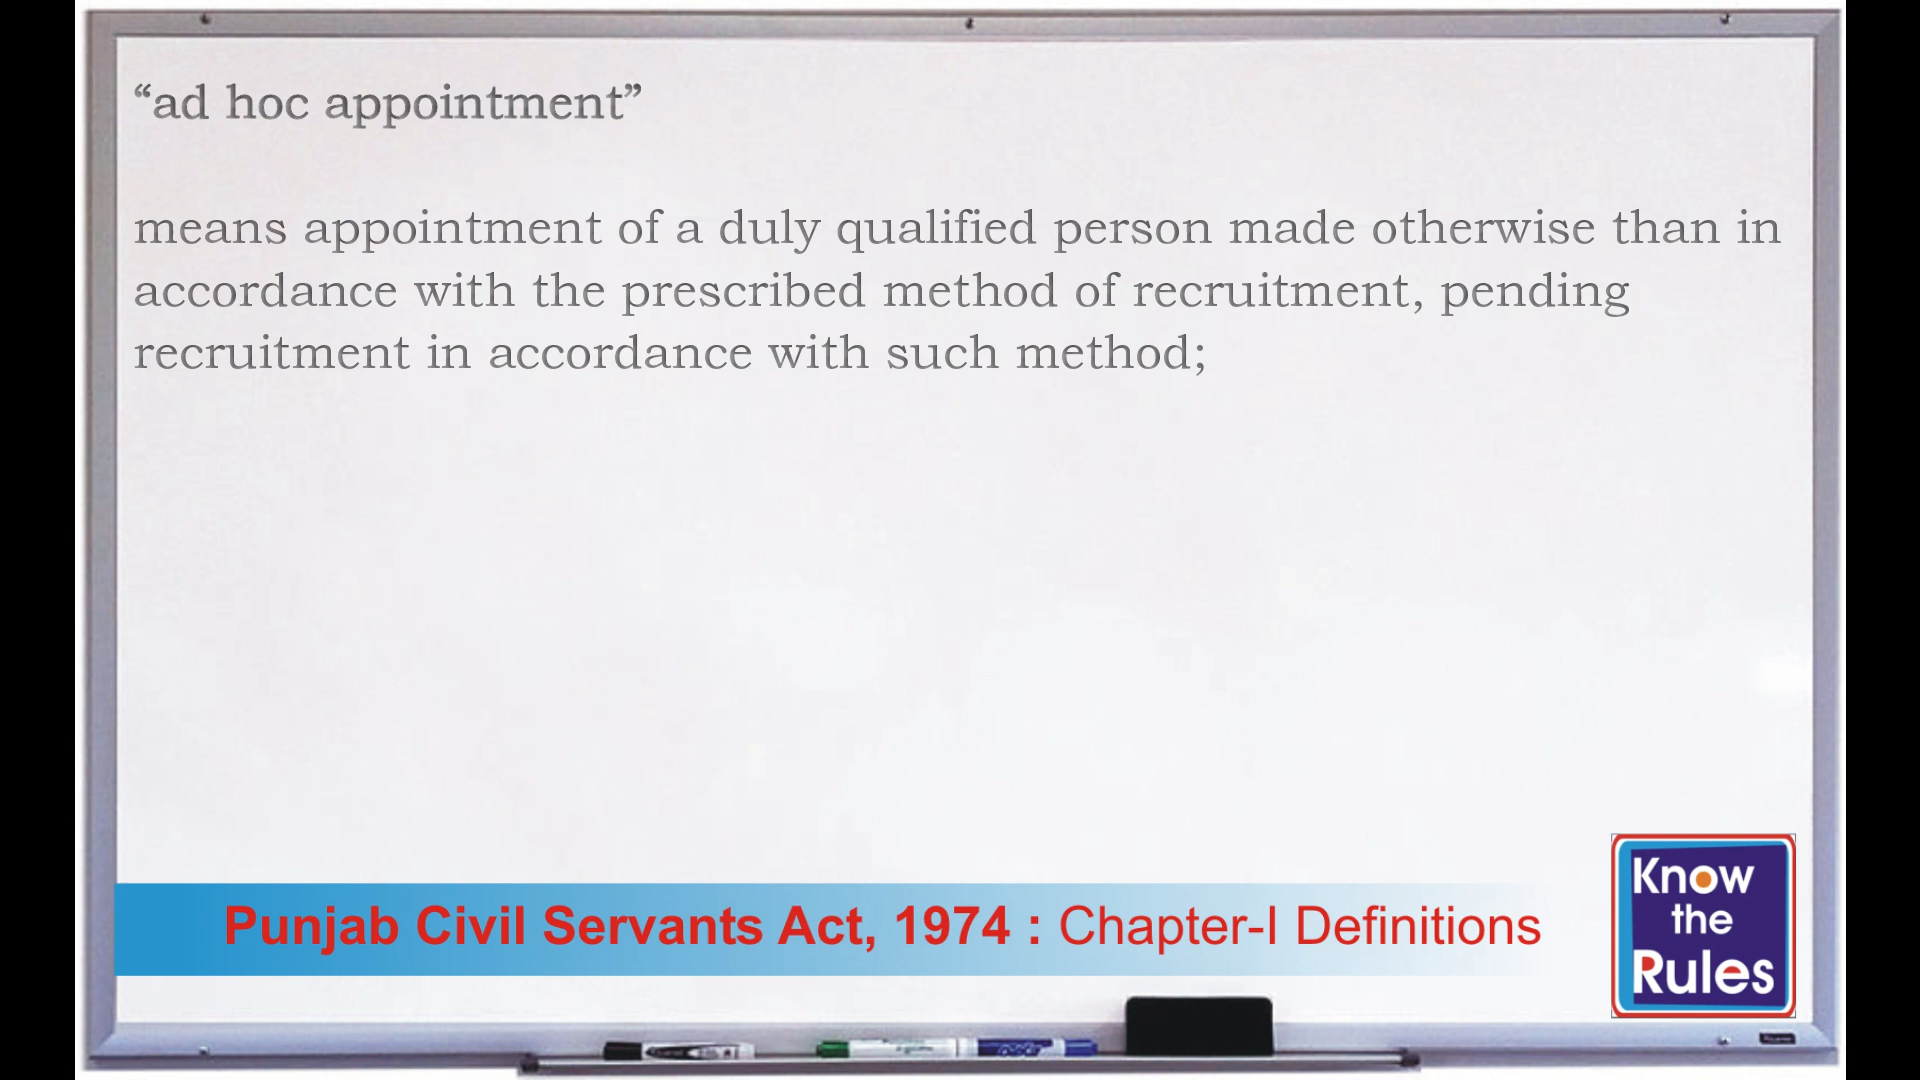 “ad hoc appointment”
means appointment of a duly qualified person made otherwise than in
accordance with the prescribed method of recruitment, pending
recruitment in accordance with such method;
Punjab Civil Servants Act, 1974 : Chapter-I Definitions
Know
the
Rules